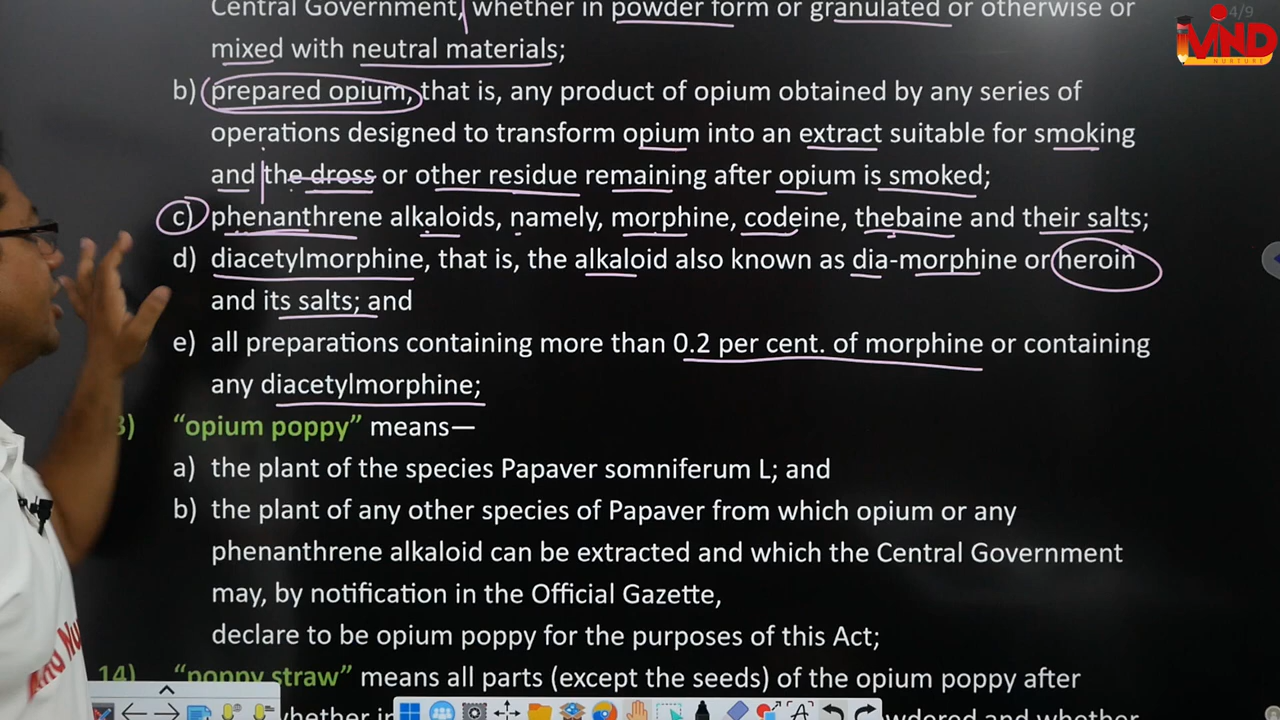 Central Government, whether in powder form or granulated or otherwise or
4/9
MIND
NURTURE
mixed with neutral materials;
b) prepared opium, that is, any product of opium obtained by any series of
operations designed to transform opium into an extract suitable for smoking
and the dross or other residue remaining after opium is smoked;
c) phenanthrene alkaloids, namely, morphine, codeine, thebaine and their salts;
d) diacetylmorphine, that is, the alkaloid also known as dia-morphine or heroin
and its salts; and
e) all preparations containing more than 0.2 per cent. of morphine or containing
any diacetylmorphine;
3) “opium poppy” means—
a) the plant of the species Papaver somniferum L; and
b) the plant of any other species of Papaver from which opium or any
phenanthrene alkaloid can be extracted and which the Central Government
may, by notification in the Official Gazette,
declare to be opium poppy for the purposes of this Act;
14) “poppy straw” means all parts (except the seeds) of the opium poppy after